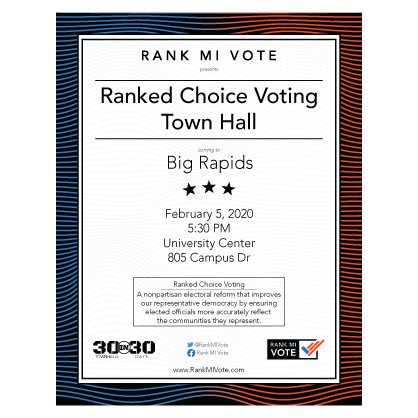 RANK MI VOTE
presents
Ranked Choice Voting
Town Hall
coming to
Big Rapids
February 5, 2020
5:30 PM
University Center
805 Campus Dr
Ranked Choice Voting
A nonpartisan electoral reform that improves
our representative democracy by ensuring
elected officials more accurately reflect
the communities they represent.
30 IN 30
TOWNHALLS DAYS
@RankMIVote
Rank MI Vote
RANK MI
VOTE
www.RankMIVote.com